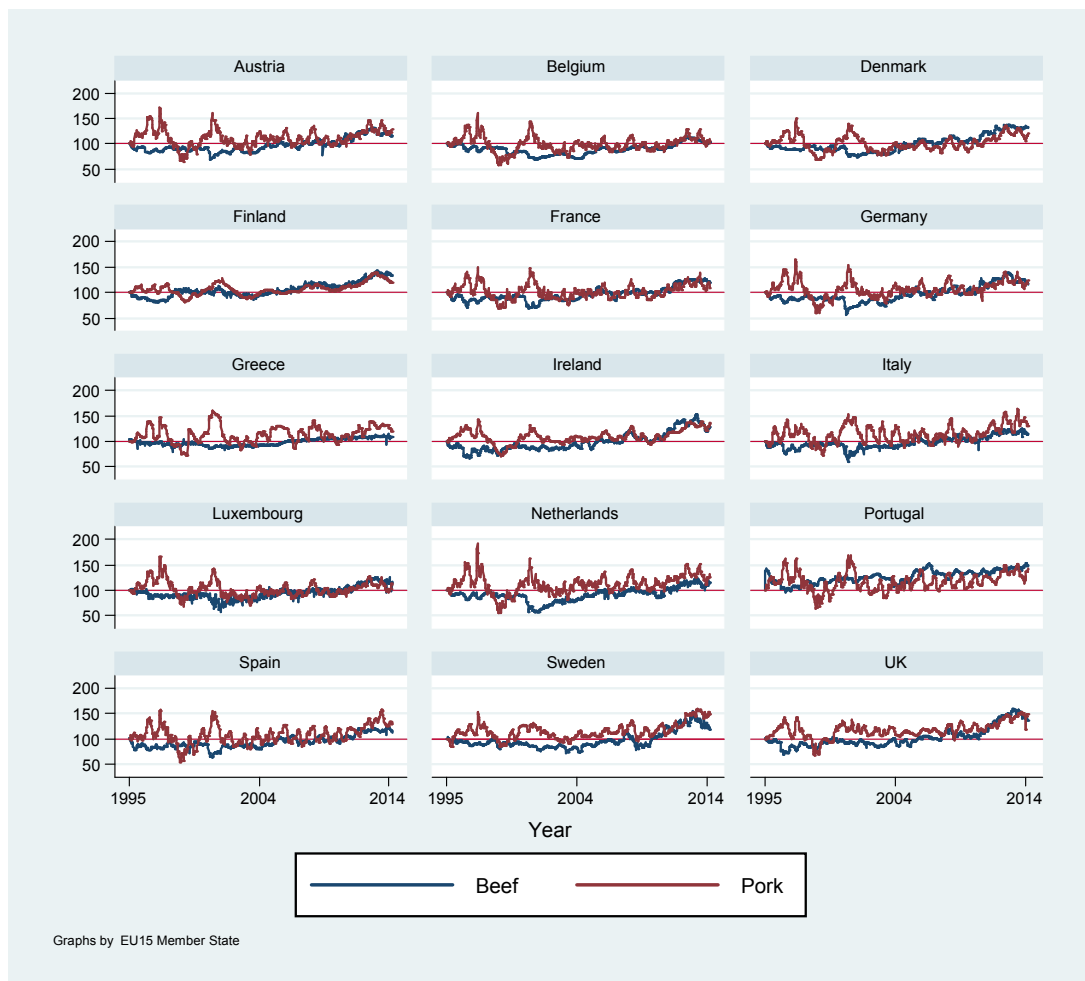 Austria Belgium Denmark
200
150
100
50
Finland France Germany
200
150
100
50
Greece Ireland Italy
200
150
100
50
Luxembourg Netherlands Portugal
200
150
100
50
Spain Sweden UK
200
150
100
50
1995 2004 2014 1995 2004 2014 1995 2004 2014
Year
Beef Pork
Graphs by EU15 Member State